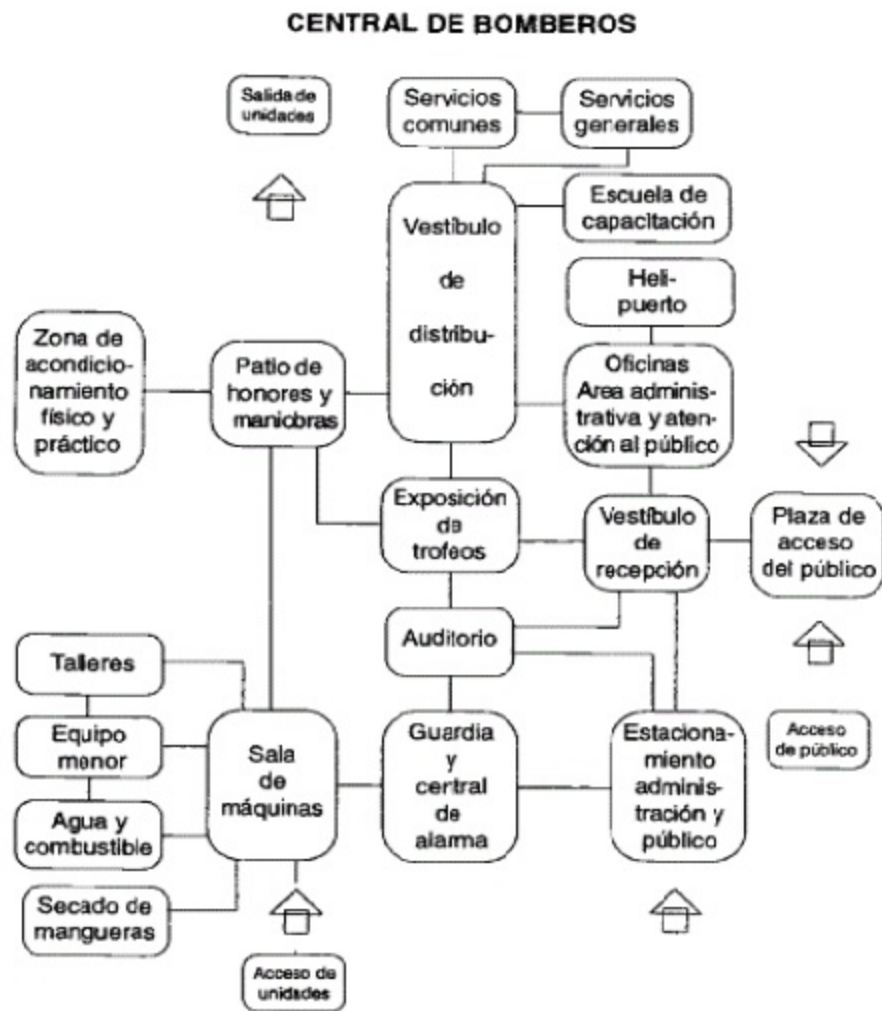 CENTRAL DE BOMBEROS
Salida de
unidades
Servicios
comunes
Servicios
generales
Escuela de
capacitación
Vestíbulo
de
distribu-
ción
Heli-
puerto
Zona de
acondicio-
namiento
físico y
práctico
Patio de
honores y
maniobras
Oficinas
Area adminis-
trativa y aten-
ción al público
Exposición
de
trofeos
Vestíbulo
de
recepción
Plaza de
acceso
del público
Auditorio
Talleres
Equipo
menor
Agua y
combustible
Secado de
mangueras
Sala
de
máquinas
Guardia
y
central
de
alarma
Estaciona-
miento
adminis-
tración y
público
Acceso
de público
Acceso de
unidades